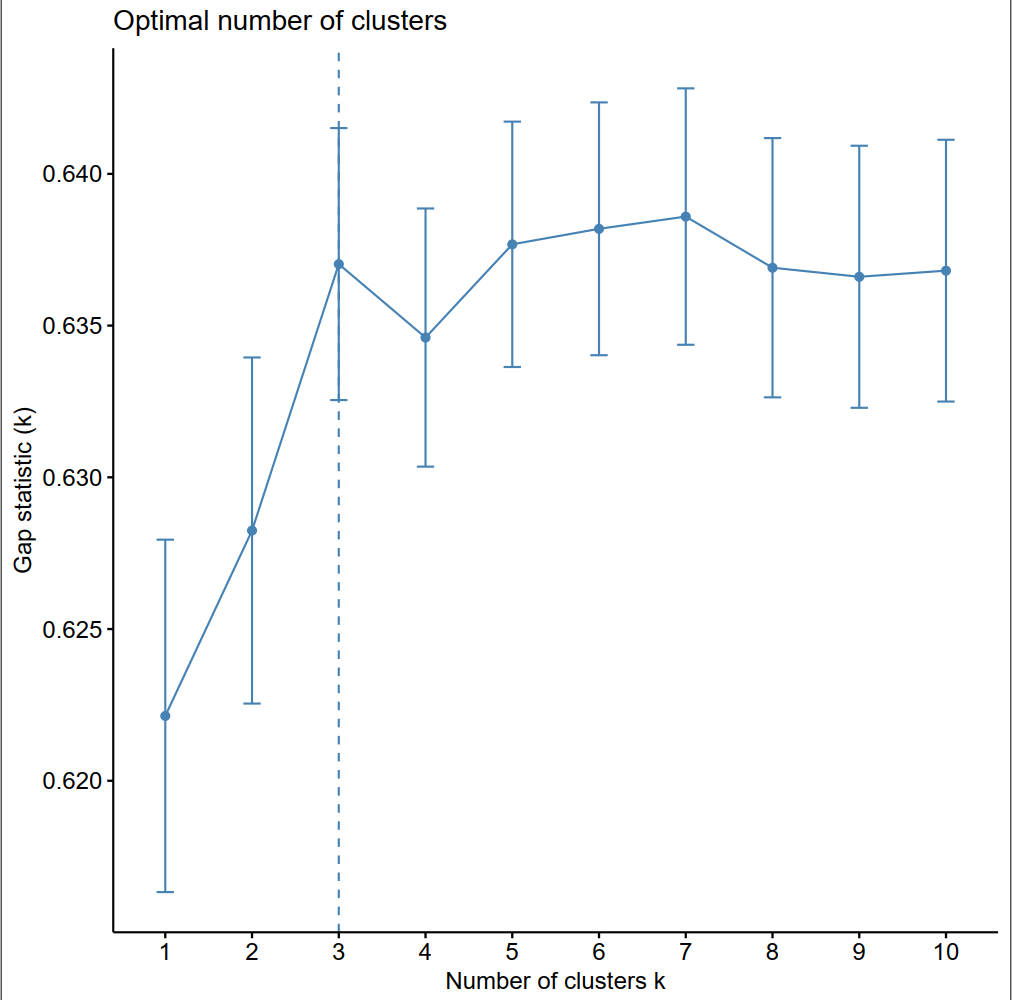 Optimal number of clusters
0.640
0.635
0.630
0.625
0.620
Gap statistic (k)
1 2 3 4 5 6 7 8 9 10
Number of clusters k